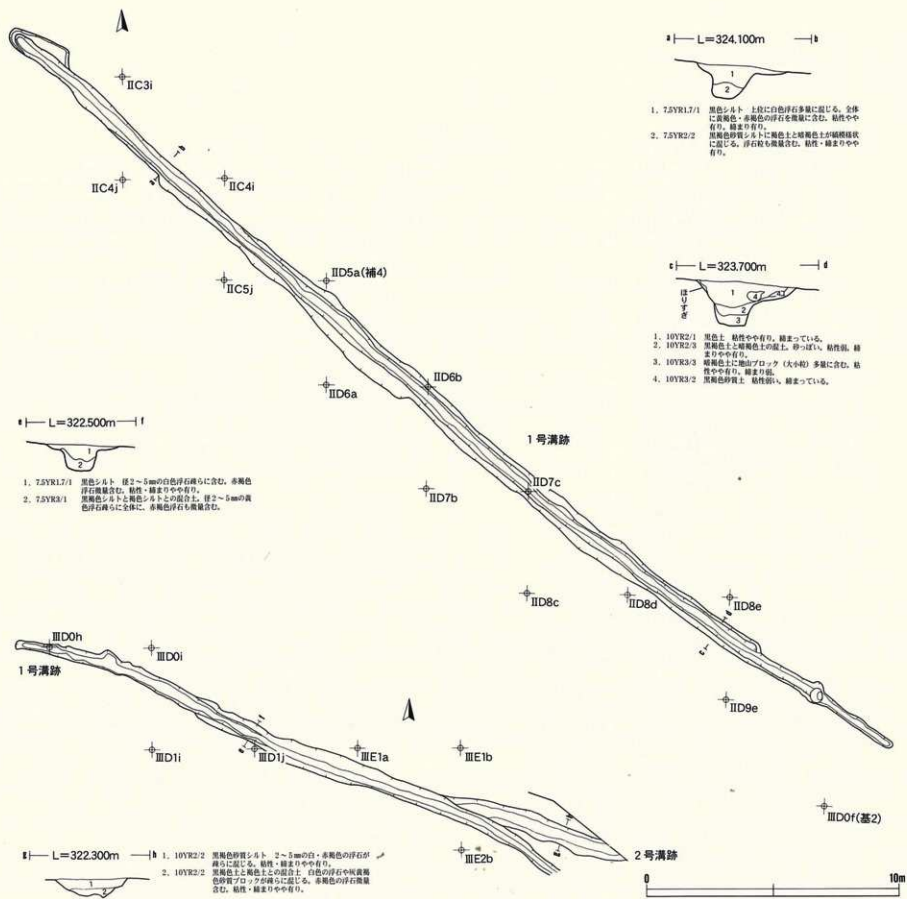 a L=324.100m b
1
2
1. 7.5YR1.7/1 黒色シルト 上位に白色浮石多量に混じる。全体
に黄褐色・赤褐色の浮石を微量に含む。粘性やや
有り。締まり有り。
2. 7.5YR2/2 黒褐色砂質シルトに褐色土と暗褐色土が縞模様状
に混じる。浮石粒も微量含む。粘性・締まりやや
有り。
c L=323.700m d
ほりすぎ
1
4
4
2
3
1. 10YR2/1 黒色土 粘性やや有り。締まっている。
2. 10YR2/3 黒褐色土と暗褐色土の混土。砂っぽい。粘性弱。締
まりやや有り。
3. 10YR3/3 暗褐色土に地山ブロック(大小粒)多量に含む。粘
性やや有り。締まり弱。
4. 10YR3/2 黒褐色砂質土 粘性弱い。締まっている。
e L=322.500m f
1
2
1. 7.5YR1.7/1 黒色シルト 径2〜5㎜の白色浮石疎らに含む。赤褐色
浮石微量含む。粘性・締まりやや有り。
2. 7.5YR3/1 黒褐色シルトと褐色シルトとの混合土。径2〜5㎜の黄
色浮石疎らに全体に、赤褐色浮石も微量含む。
g L=322.300m h
1
2
1. 10YR2/2 黒褐色砂質シルト 2〜5㎜の白・赤褐色の浮石が
疎らに混じる。粘性・締まりやや有り。
2. 10YR2/2 黒褐色土と褐色土との混合土 白色の浮石や灰黄褐
色砂質ブロックが疎らに混じる。赤褐色の浮石微量
含む。粘性・締まりやや有り。
ⅡC3i
ⅡC4j
ⅡC4i
ⅡC5j
ⅡD5a(補4)
ⅡD6a
ⅡD6b
1号溝跡
ⅡD7b
ⅡD7c
ⅡD8c
ⅡD8d
ⅡD8e
ⅡD9e
ⅢD0f(基2)
ⅢD0h
1号溝跡
ⅢD0i
ⅢD1i
ⅢD1j
ⅢE1a
ⅢE1b
ⅢE2b
2号溝跡
0 10m